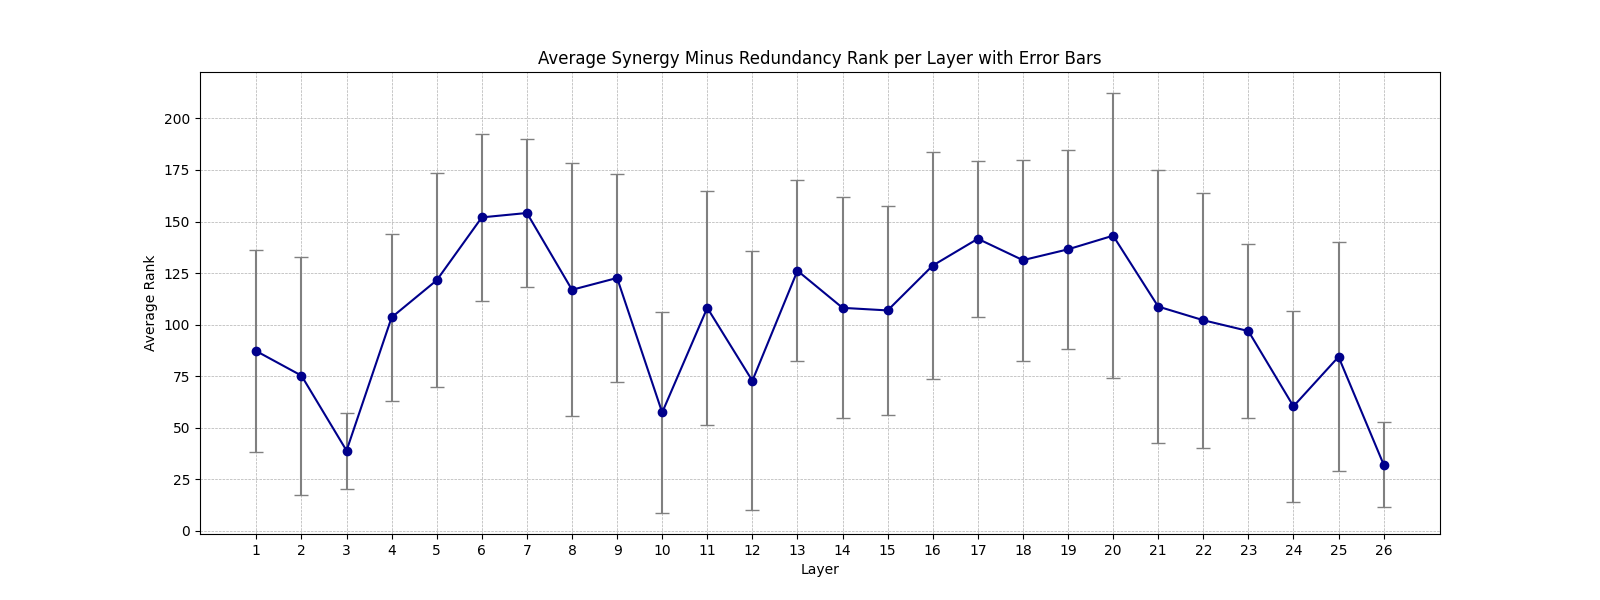 Average Synergy Minus Redundancy Rank per Layer with Error Bars
Average Rank
200
175
150
125
100
75
50
25
0
1 2 3 4 5 6 7 8 9 10 11 12 13 14 15 16 17 18 19 20 21 22 23 24 25 26
Layer